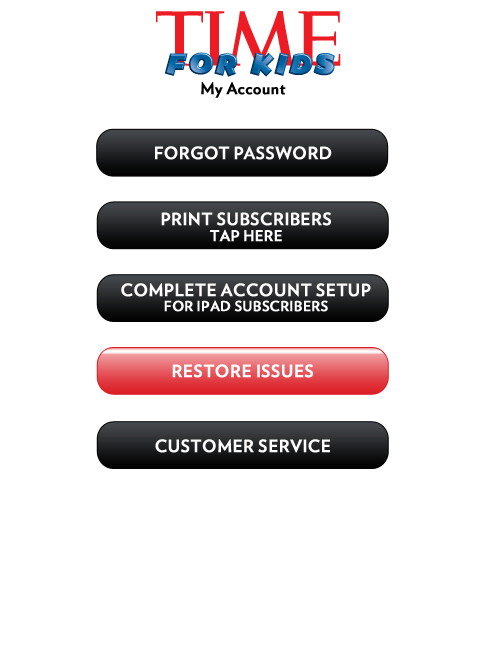 TIME
FOR KIDS
My Account
FORGOT PASSWORD
PRINT SUBSCRIBERS
TAP HERE
COMPLETE ACCOUNT SETUP
FOR IPAD SUBSCRIBERS
RESTORE ISSUES
CUSTOMER SERVICE